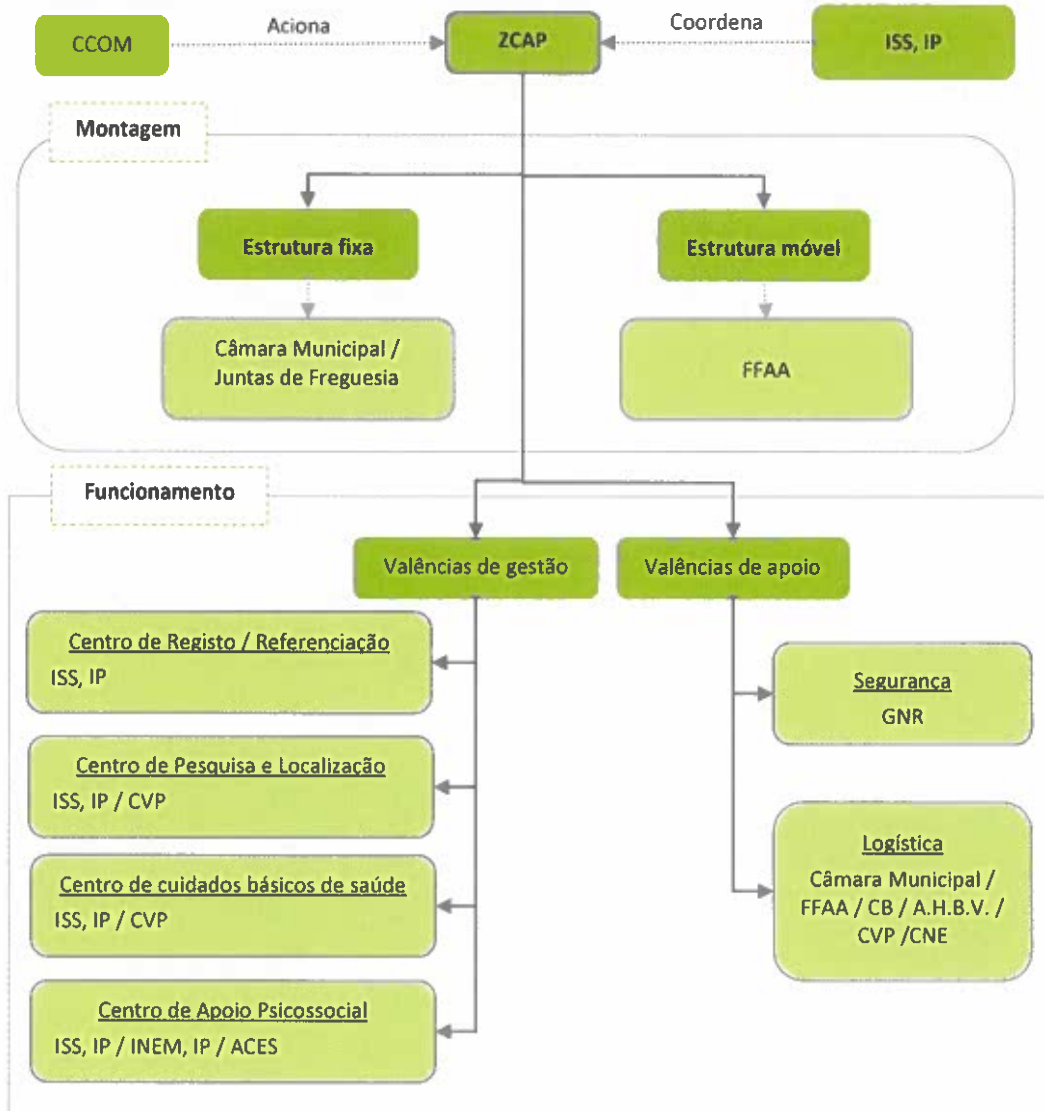 CCOM
Aciona
ZCAP
Coordena
ISS, IP
Montagem
Estrutura fixa
Estrutura móvel
Câmara Municipal /
Juntas de Freguesia
FFAA
Funcionamento
Valências de gestão
Valências de apoio
Centro de Registo / Referenciação
ISS, IP
Centro de Pesquisa e Localização
ISS, IP / CVP
Centro de cuidados básicos de saúde
ISS, IP / CVP
Centro de Apoio Psicossocial
ISS, IP / INEM, IP / ACES
Segurança
GNR
Logística
Câmara Municipal /
FFAA / CB / A.H.B.V. /
CVP /CNE